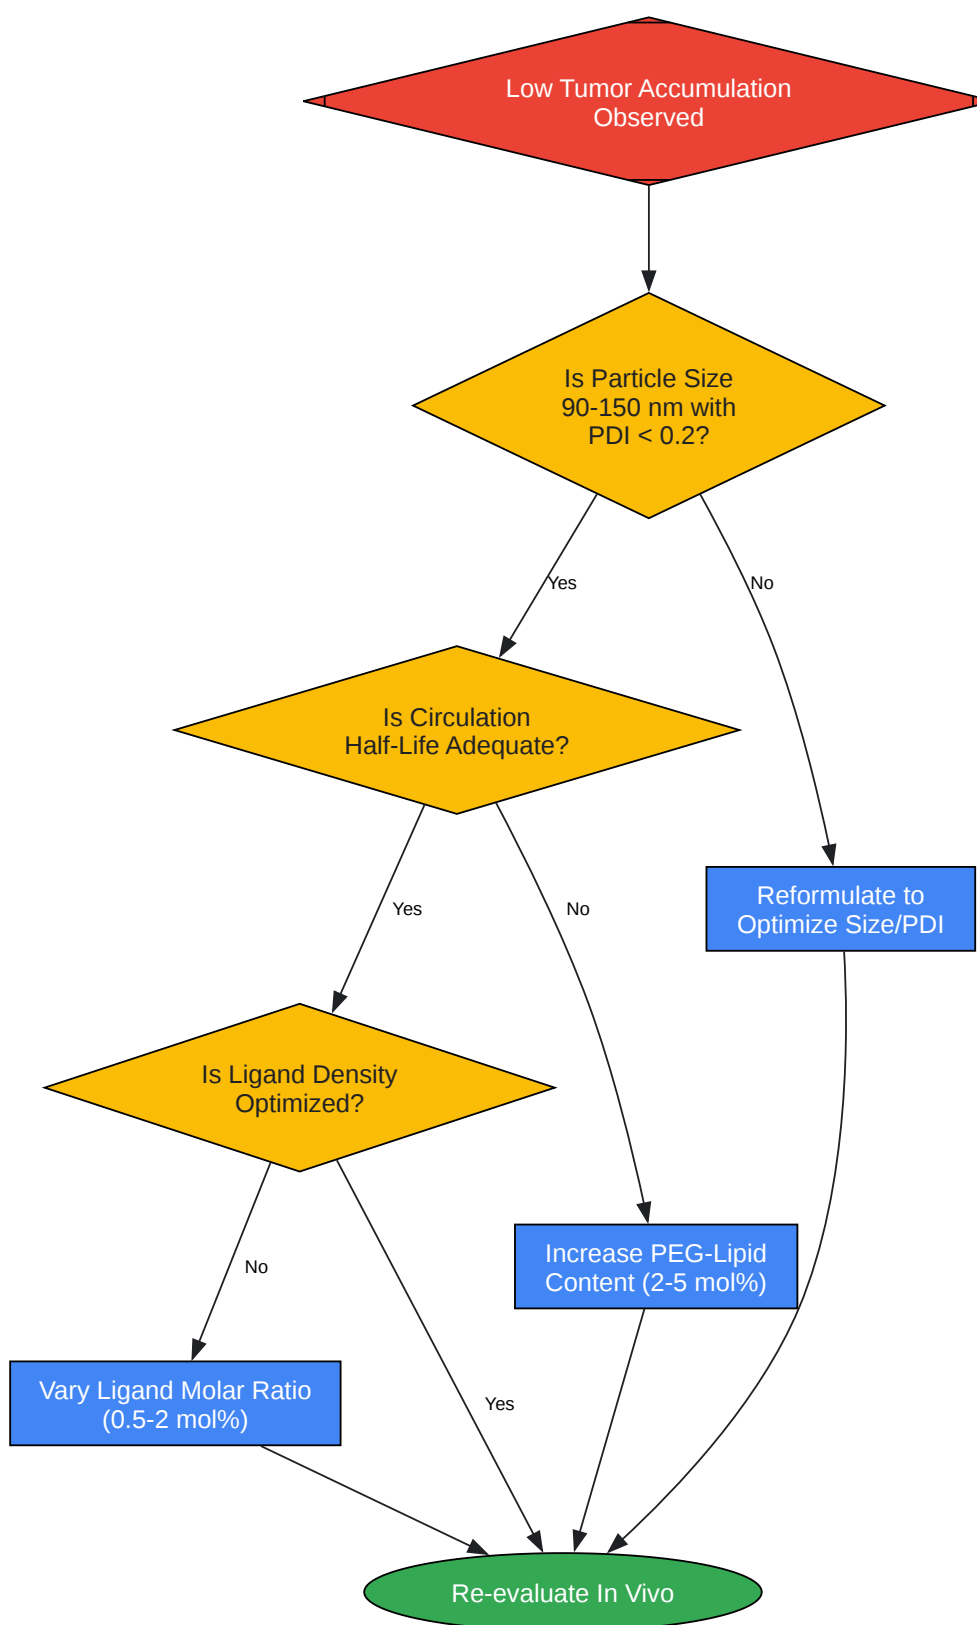 Low Tumor Accumulation
Observed
Is Particle Size
90-150 nm with
PDI < 0.2?
Yes
No
Is Circulation
Half-Life Adequate?
Reformulate to
Optimize Size/PDI
Yes
No
Is Ligand Density
Optimized?
Increase PEG-Lipid
Content (2-5 mol%)
No
Vary Ligand Molar Ratio
(0.5-2 mol%)
Yes
Re-evaluate In Vivo